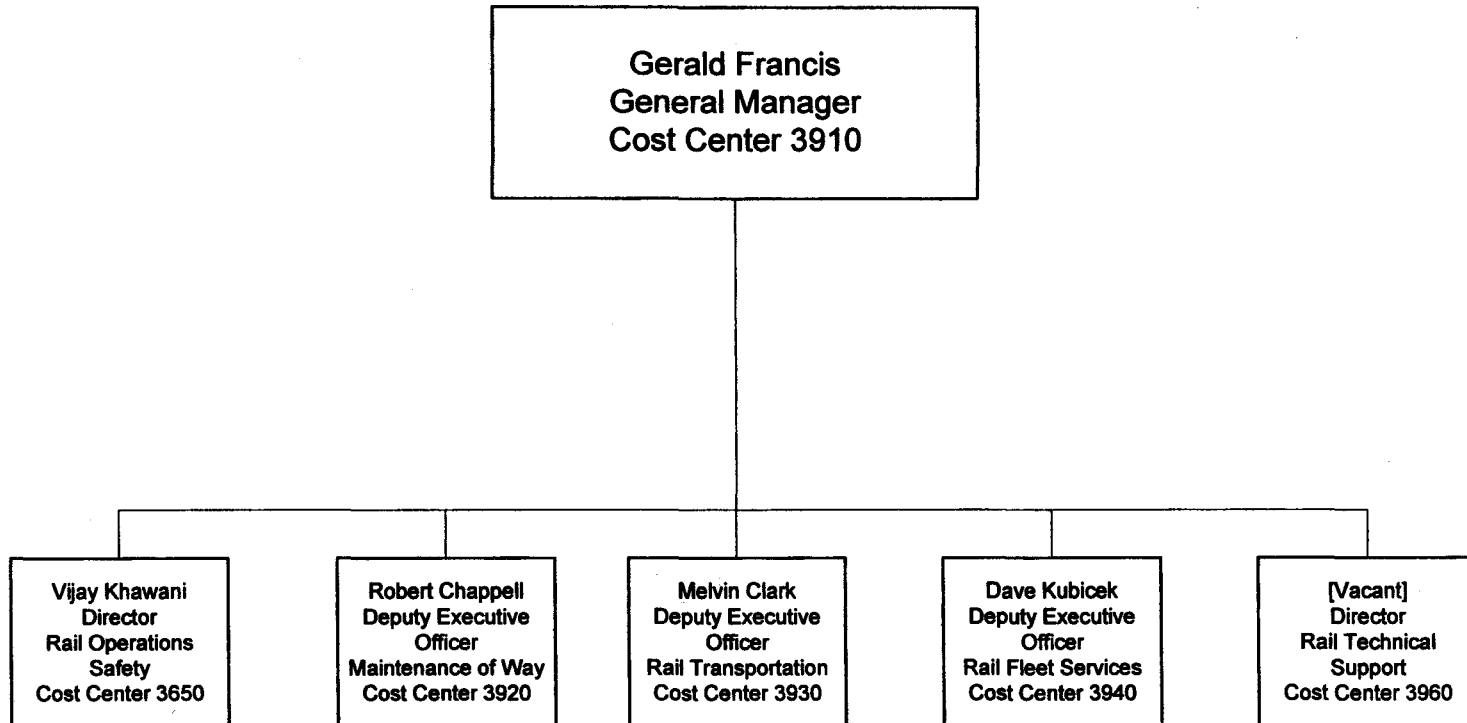 Gerald Francis
General Manager
Cost Center 3910
Vijay Khawani
Director
Rail Operations
Safety
Cost Center 3650
Robert Chappell
Deputy Executive
Officer
Maintenance of Way
Cost Center 3920
Melvin Clark
Deputy Executive
Officer
Rail Transportation
Cost Center 3930
Dave Kubicek
Deputy Executive
Officer
Rail Fleet Services
Cost Center 3940
[Vacant]
Director
Rail Technical
Support
Cost Center 3960